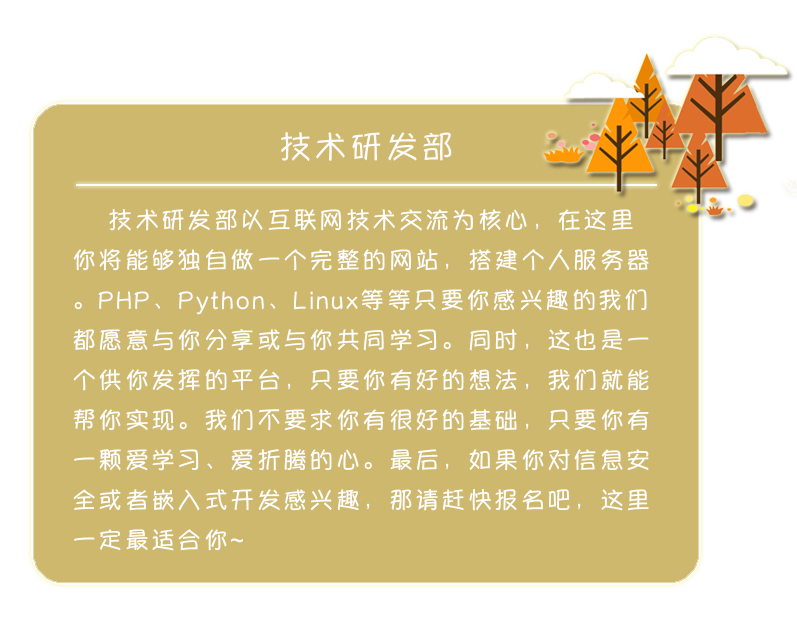 技术研发部
技术研发部以互联网技术交流为核心，在这里
你将能够独自做一个完整的网站，搭建个人服务器
。PHP、Python、Linux等等只要你感兴趣的我们
都愿意与你分享或与你共同学习。同时，这也是一
个供你发挥的平台，只要你有好的想法，我们就能
帮你实现。我们不要求你有很好的基础，只要你有
一颗爱学习、爱折腾的心。最后，如果你对信息安
全或者嵌入式开发感兴趣，那请赶快报名吧，这里
一定最适合你~